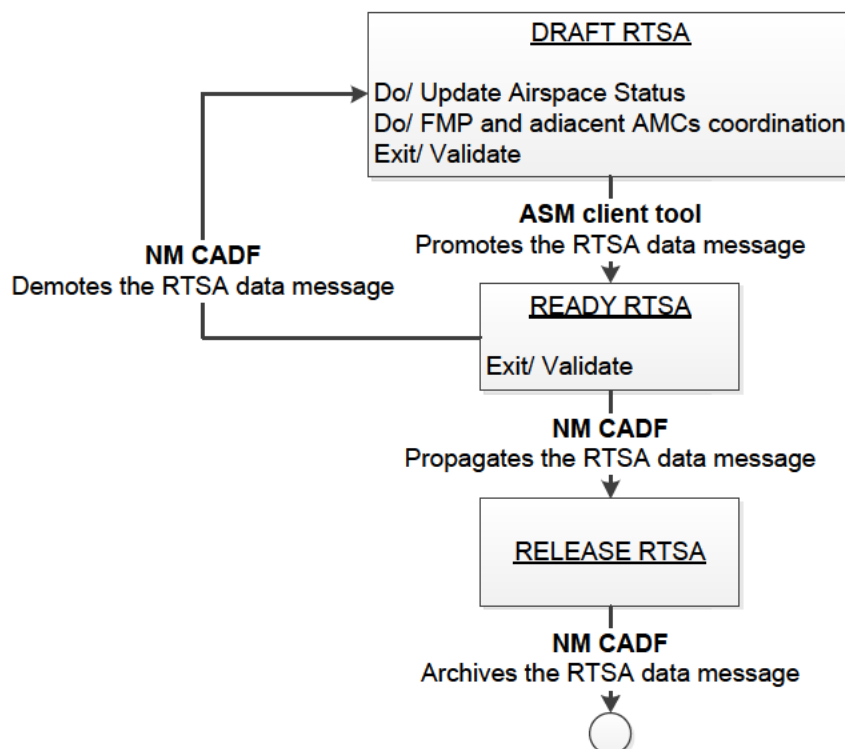 DRAFT RTSA
Do/ Update Airspace Status
Do/ FMP and adiacent AMCs coordination
Exit/ Validate
ASM client tool
Promotes the RTSA data message
NM CADF
Demotes the RTSA data message
READY RTSA
Exit/ Validate
NM CADF
Propagates the RTSA data message
RELEASE RTSA
NM CADF
Archives the RTSA data message